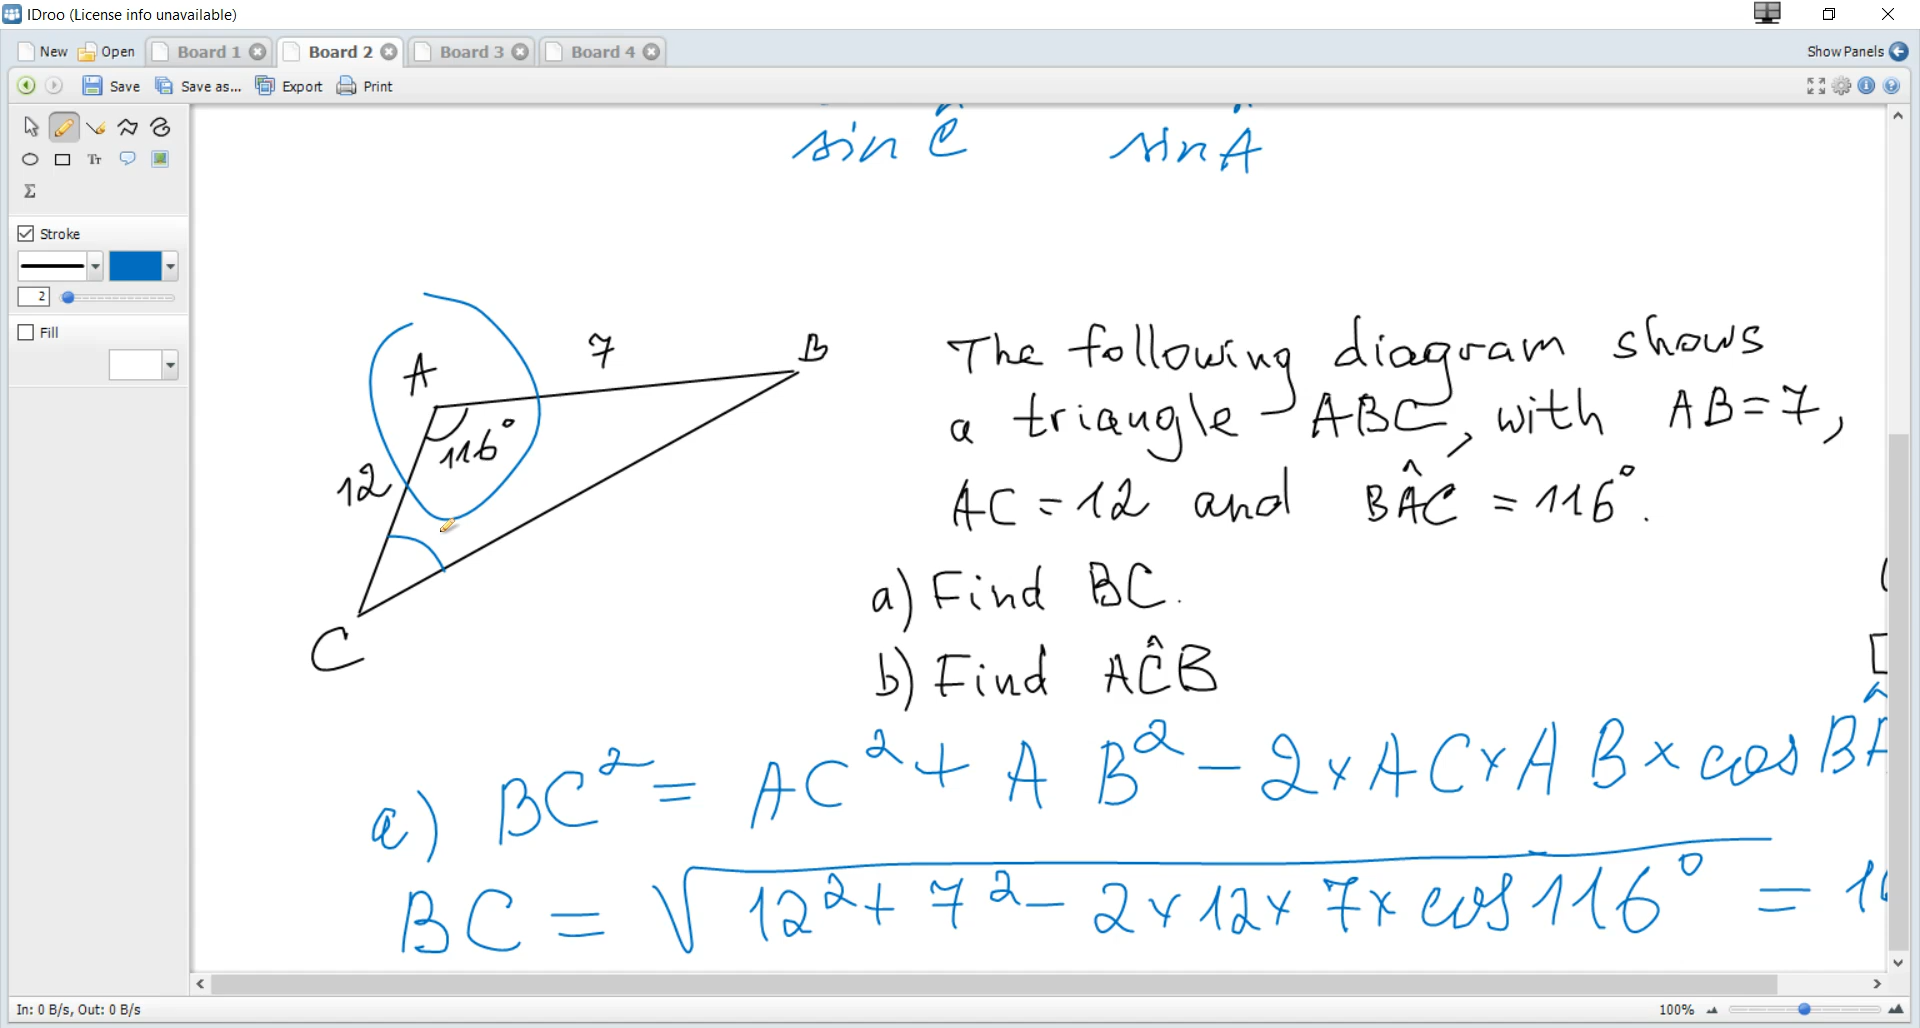 IDroo (License info unavailable)
New Open Board 1 Board 2 Board 3 Board 4 Show Panels
Save Save as... Export Print
Tт
Σ
Stroke
2
Fill
sin Ĉ sin Â
A 7 B
116°
12
C
The following diagram shows
a triangle ABC, with AB=7,
AC=12 and BÂC = 116°.
a) Find BC.
b) Find AĈB
a) BC² = AC² + AB² − 2×AC×AB×cos BÂ
BC = √12²+7²−2×12×7×cos116° = 1
In: 0 B/s, Out: 0 B/s 100%